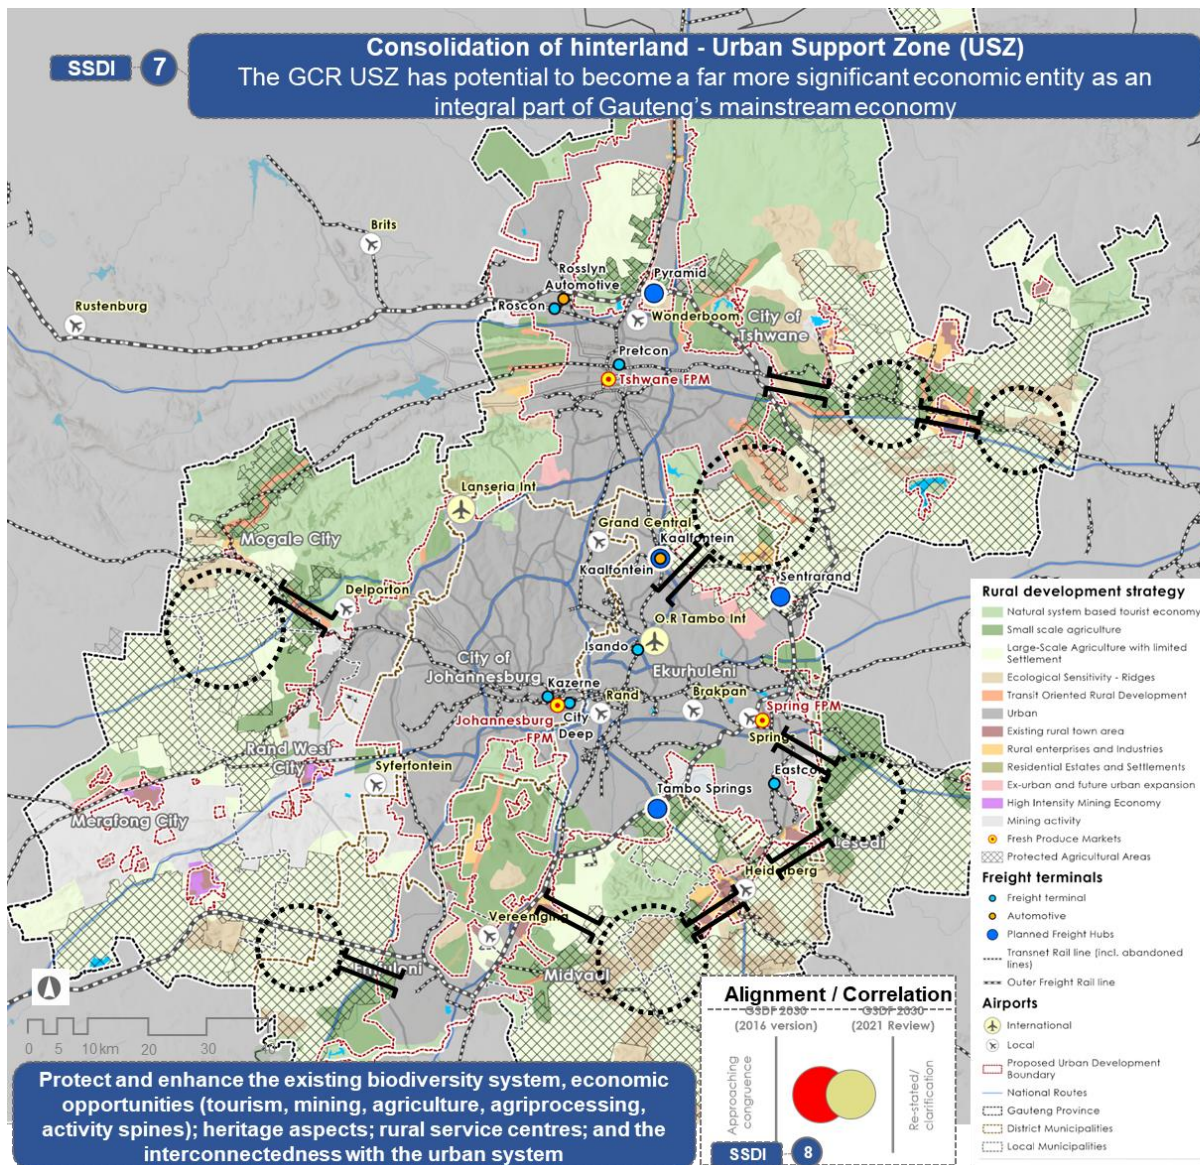 SSDI 7
Consolidation of hinterland - Urban Support Zone (USZ)
The GCR USZ has potential to become a far more significant economic entity as an
integral part of Gauteng's mainstream economy
Brits
Rustenburg
Rosslyn
Automotive
Roscon
Pyramid
Wonderboom
City of
Tshwane
Pretcon
Tshwane FPM
Lanseria Int
Grand Central
Kaalfontein
Kaalfontein
Sentrarand
Mogale City
Delporton
O.R Tambo Int
Isando
City of
Johannesburg
Ekurhuleni
Kazerne
Rand
Brakpan
Spring FPM
Johannesburg
FPM
City
Deep
Springs
Rand West
City
Syferfontein
Eastcon
Tambo Springs
Merafong City
Lesedi
Heidelberg
Vereeniging
Emfuleni
Midvaul
0 5 10km 20 30 40
Rural development strategy
Natural system based tourist economy
Small scale agriculture
Large-Scale Agriculture with limited
Settlement
Ecological Sensitivity - Ridges
Transit Oriented Rural Development
Urban
Existing rural town area
Rural enterprises and Industries
Residential Estates and Settlements
Ex-urban and future urban expansion
High Intensity Mining Economy
Mining activity
Fresh Produce Markets
Protected Agricultural Areas
Freight terminals
Freight terminal
Automotive
Planned Freight Hubs
Transnet Rail line (incl. abandoned
lines)
Outer Freight Rail line
Airports
International
Local
Proposed Urban Development
Boundary
National Routes
Gauteng Province
District Municipalities
Local Municipalities
Alignment / Correlation
GSDF 2030
(2016 version)
GSDF 2030
(2021 Review)
Approaching
congruence
Re-stated/
clarification
SSDI 8
Protect and enhance the existing biodiversity system, economic
opportunities (tourism, mining, agriculture, agriprocessing,
activity spines); heritage aspects; rural service centres; and the
interconnectedness with the urban system